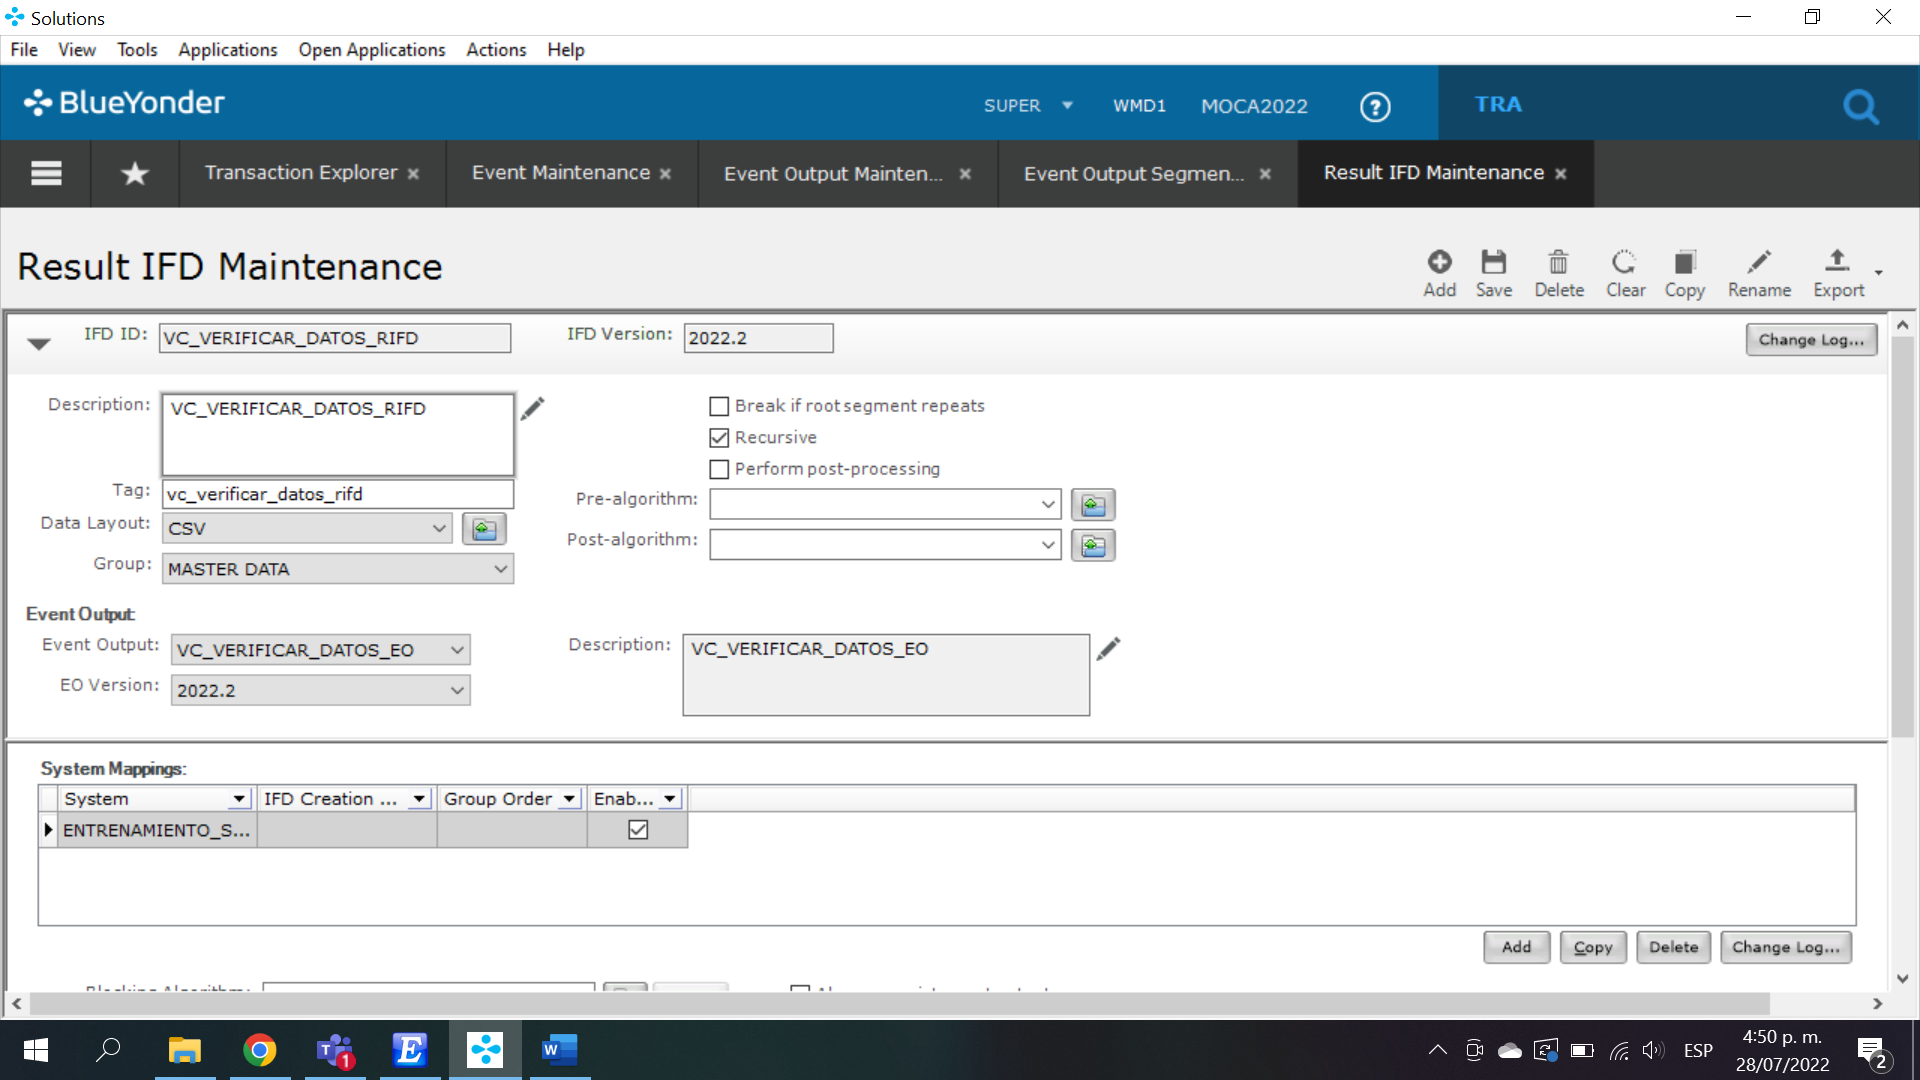 Solutions
File View Tools Applications Open Applications Actions Help
BlueYonder SUPER WMD1 MOCA2022 ? TRA
Transaction Explorer × Event Maintenance × Event Output Mainten... × Event Output Segmen... × Result IFD Maintenance ×
Result IFD Maintenance
Add Save Delete Clear Copy Rename Export
IFD ID: VC_VERIFICAR_DATOS_RIFD IFD Version: 2022.2 Change Log...
Description: VC_VERIFICAR_DATOS_RIFD
Break if root segment repeats
Recursive
Perform post-processing
Tag: vc_verificar_datos_rifd
Pre-algorithm:
Data Layout: CSV
Post-algorithm:
Group: MASTER DATA
Event Output:
Event Output: VC_VERIFICAR_DATOS_EO Description: VC_VERIFICAR_DATOS_EO
EO Version: 2022.2
System Mappings:
System IFD Creation ... Group Order Enab...
ENTRENAMIENTO_S...
Add Copy Delete Change Log...
Blocking Algorithm:
ESP 4:50 p. m.
28/07/2022
1
2